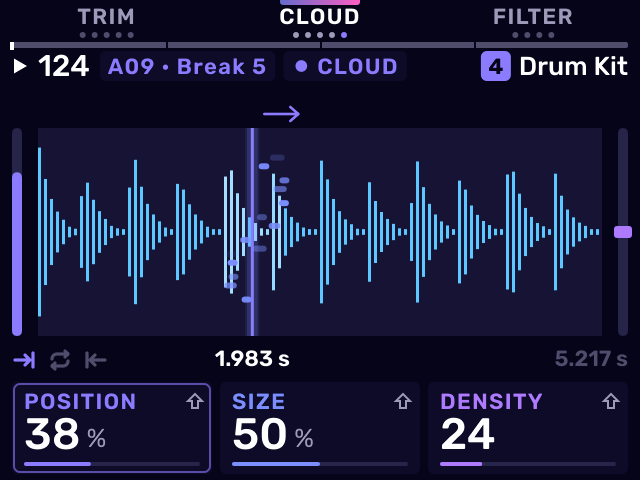 TRIM CLOUD FILTER
124 A09 • Break 5 CLOUD 4 Drum Kit
1.983 s 5.217 s
POSITION SIZE DENSITY
38 % 50 % 24